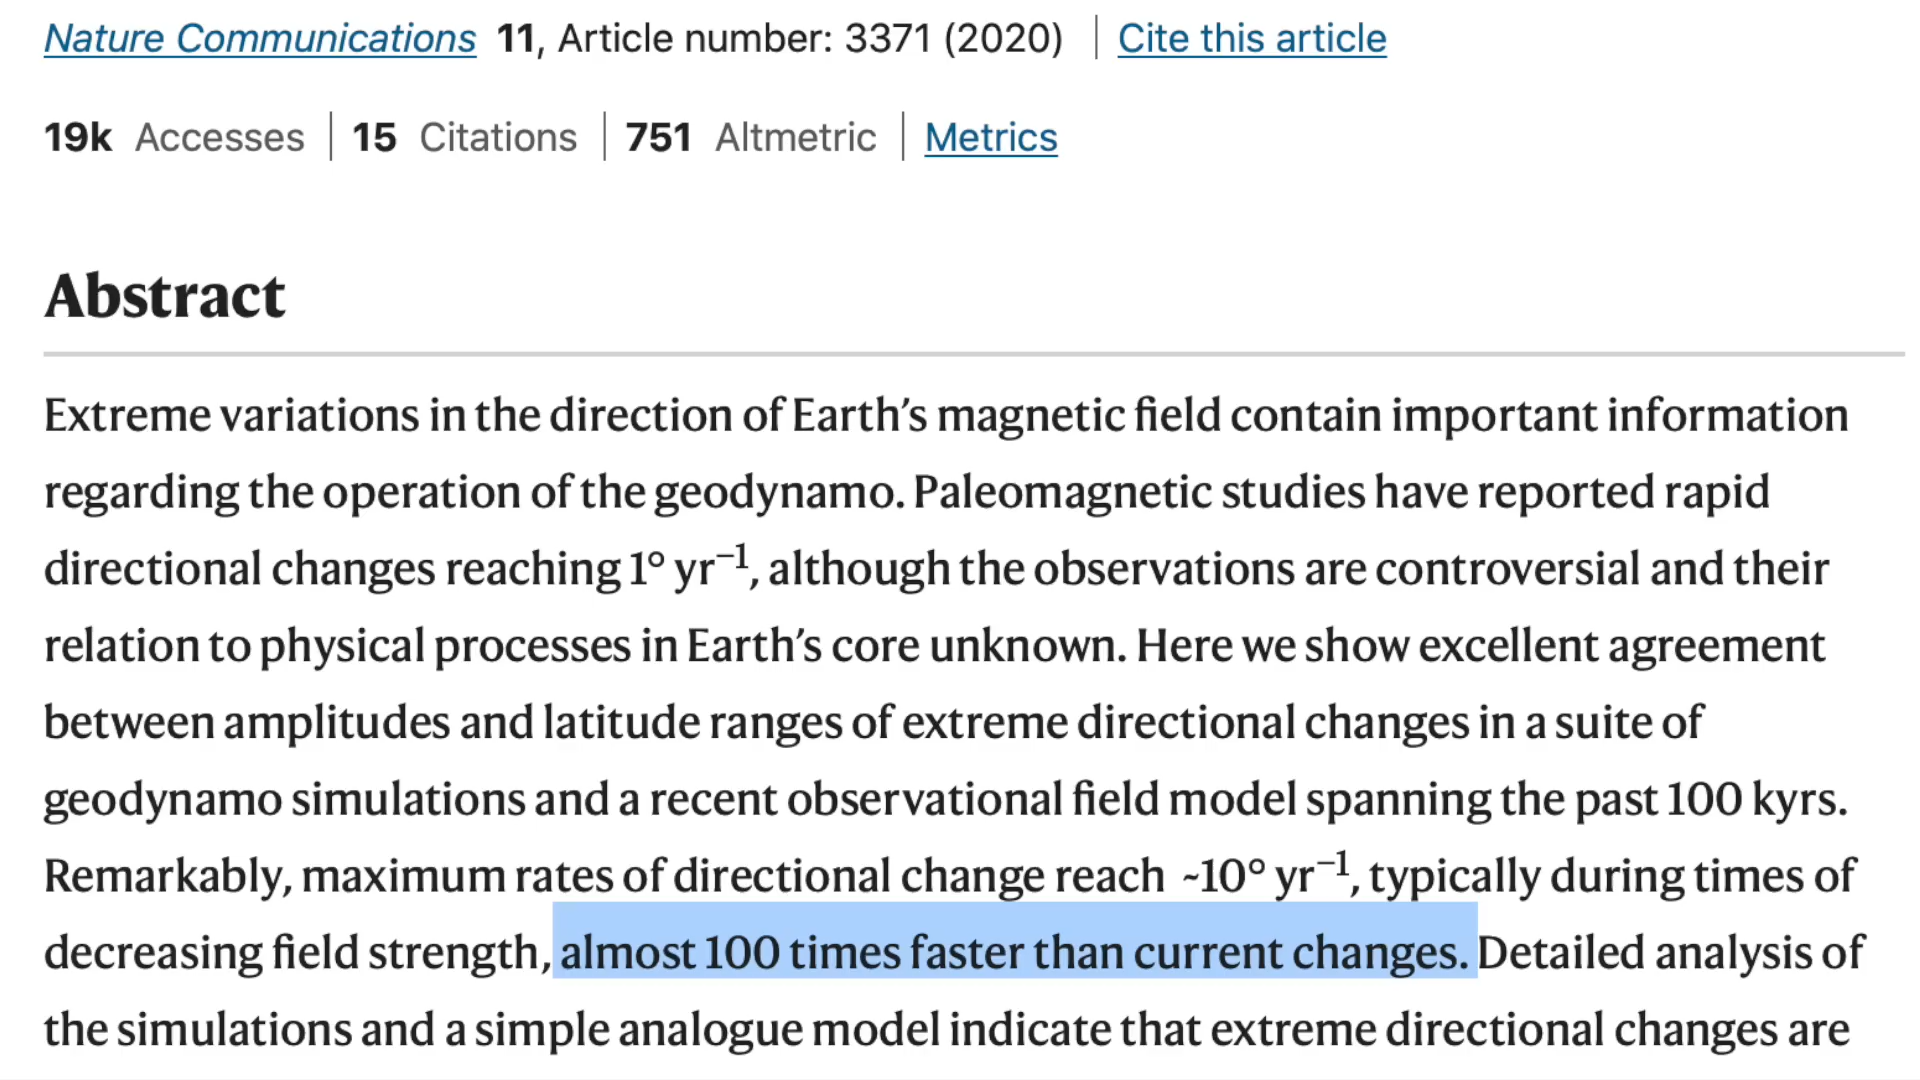 Nature Communications 11, Article number: 3371 (2020) | Cite this article
19k Accesses | 15 Citations | 751 Altmetric | Metrics
Abstract
Extreme variations in the direction of Earth’s magnetic field contain important information
regarding the operation of the geodynamo. Paleomagnetic studies have reported rapid
directional changes reaching 1° yr⁻¹, although the observations are controversial and their
relation to physical processes in Earth’s core unknown. Here we show excellent agreement
between amplitudes and latitude ranges of extreme directional changes in a suite of
geodynamo simulations and a recent observational field model spanning the past 100 kyrs.
Remarkably, maximum rates of directional change reach ~10° yr⁻¹, typically during times of
decreasing field strength, almost 100 times faster than current changes. Detailed analysis of
the simulations and a simple analogue model indicate that extreme directional changes are